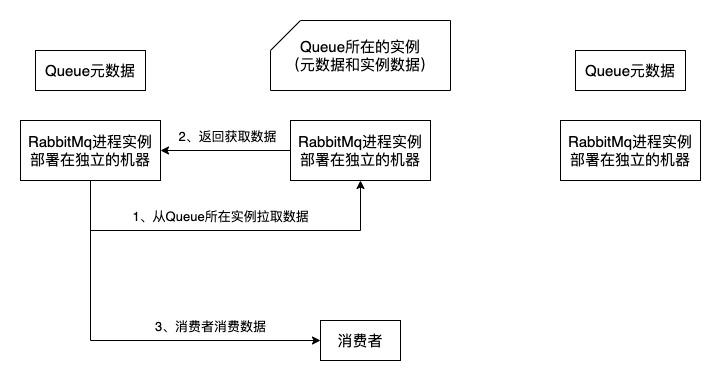 Queue元数据
Queue所在的实例
(元数据和实例数据)
Queue元数据
RabbitMq进程实例
部署在独立的机器
2、返回获取数据
RabbitMq进程实例
部署在独立的机器
RabbitMq进程实例
部署在独立的机器
1、从Queue所在实例拉取数据
3、消费者消费数据
消费者